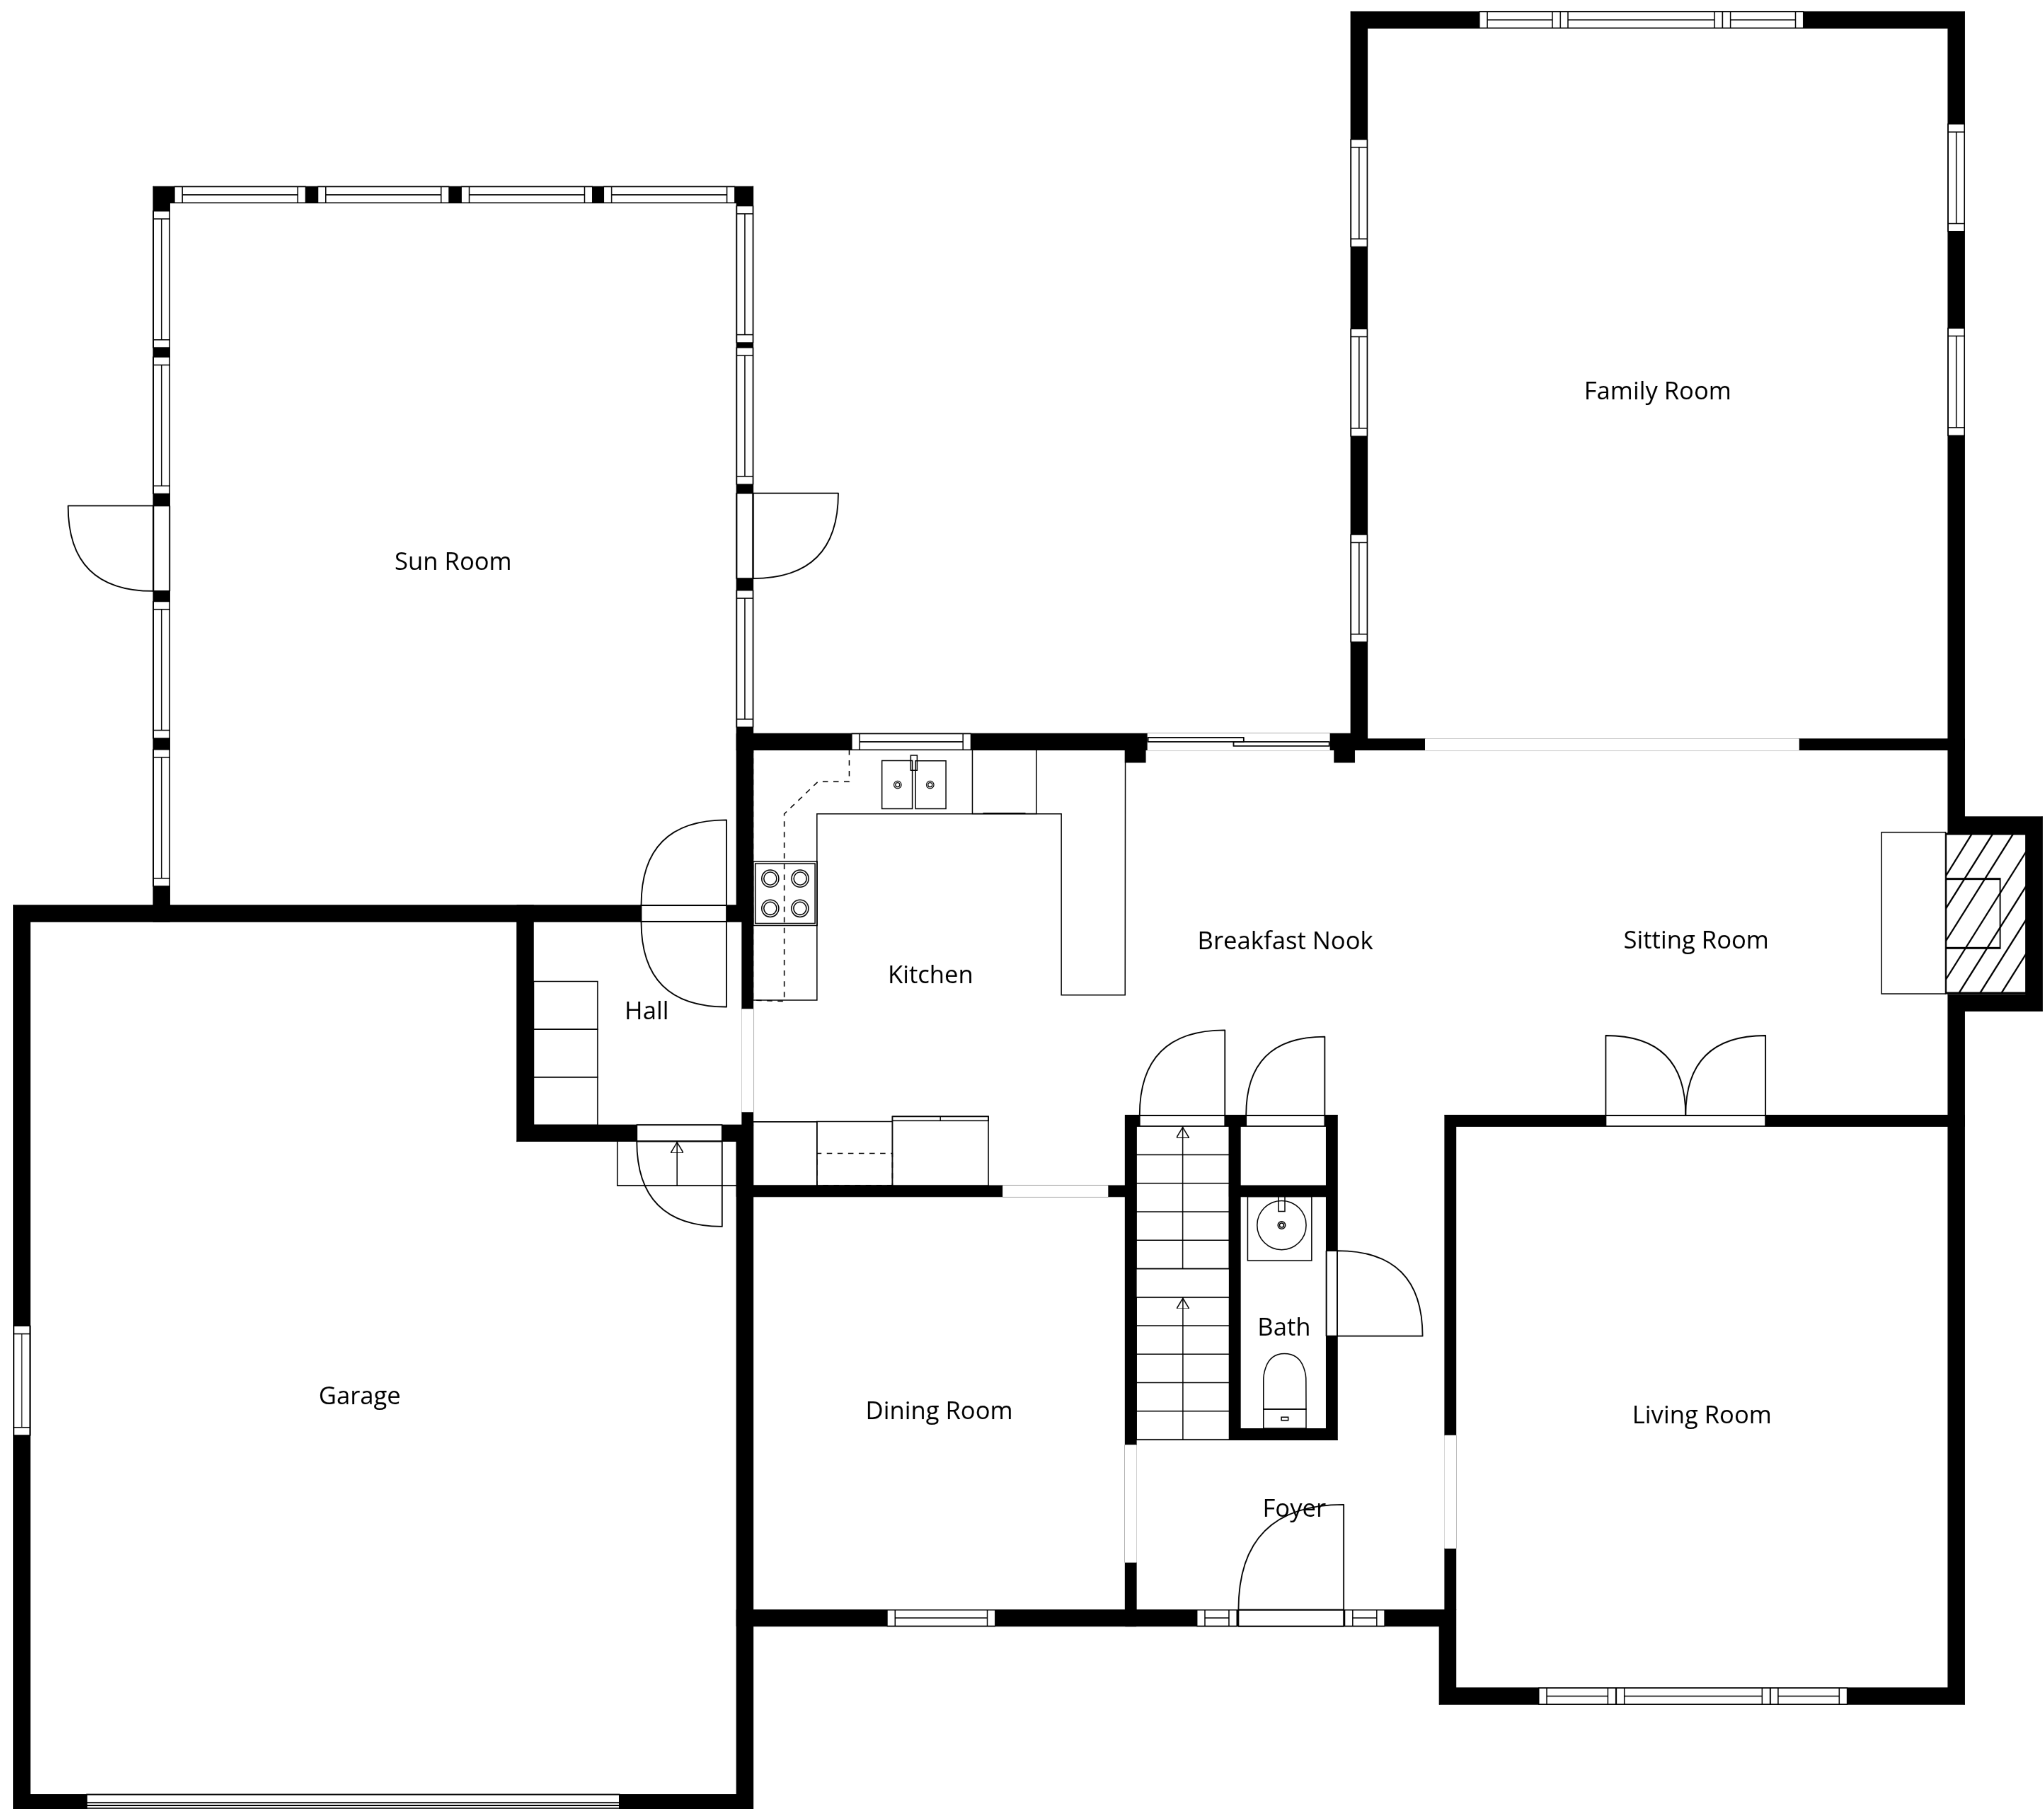 Family Room
Sun Room
Breakfast Nook
Sitting Room
Kitchen
Hall
Bath
Garage
Dining Room
Living Room
Foyer